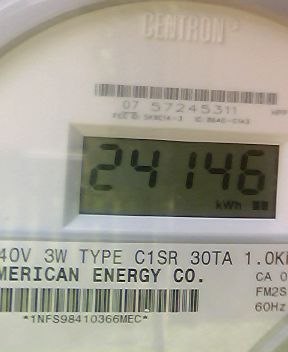 CENTRON
07 57245311
24146
kWh
40V 3W TYPE C1SR 30TA 1.0K
MERICAN ENERGY CO.
CA 0
FM2S
60Hz
*1NFS98410366MEC*